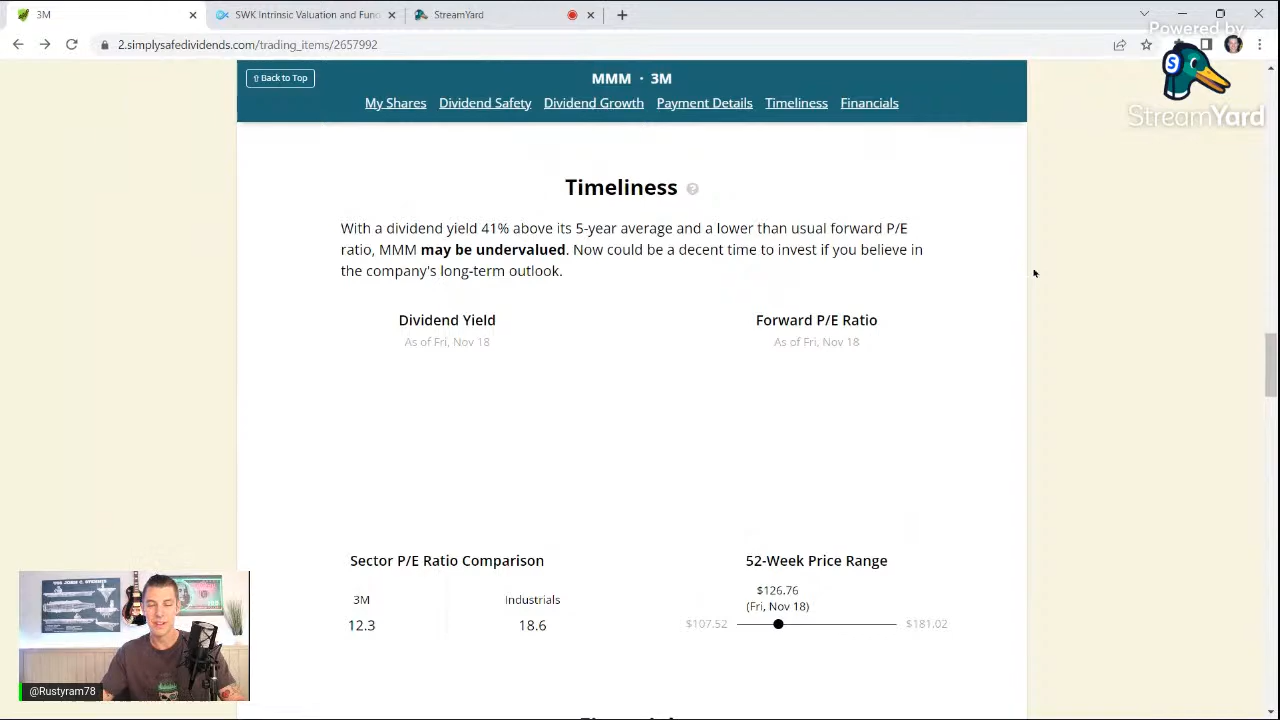 3M
SWK Intrinsic Valuation and Fund
StreamYard
2.simplysafedividends.com/trading_items/2657992
Powered by
StreamYard
⇧Back to Top
MMM · 3M
My Shares Dividend Safety Dividend Growth Payment Details Timeliness Financials
Timeliness ?
With a dividend yield 41% above its 5-year average and a lower than usual forward P/E
ratio, MMM may be undervalued. Now could be a decent time to invest if you believe in
the company's long-term outlook.
Dividend Yield
As of Fri, Nov 18
Forward P/E Ratio
As of Fri, Nov 18
Sector P/E Ratio Comparison
3M Industrials
12.3 18.6
52-Week Price Range
$126.76
(Fri, Nov 18)
$107.52 $181.02
@Rustyram78